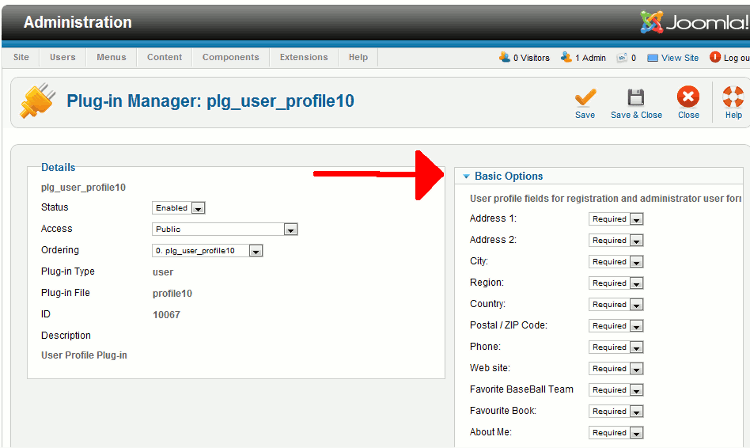 Administration
Joomla!
Site Users Menus Content Components Extensions Help
0 Visitors 1 Admin 0 View Site Log ou
Plug-in Manager: plg_user_profile10
Save Save & Close Close Help
Details
plg_user_profile10
Status Enabled
Access Public
Ordering 0. plg_user_profile10
Plug-in Type user
Plug-in File profile10
ID 10067
Description
User Profile Plug-in
Basic Options
User profile fields for registration and administrator user for
Address 1: Required
Address 2: Required
City: Required
Region: Required
Country: Required
Postal / ZIP Code: Required
Phone: Required
Web site: Required
Favorite BaseBall Team Required
Favourite Book: Required
About Me: Required